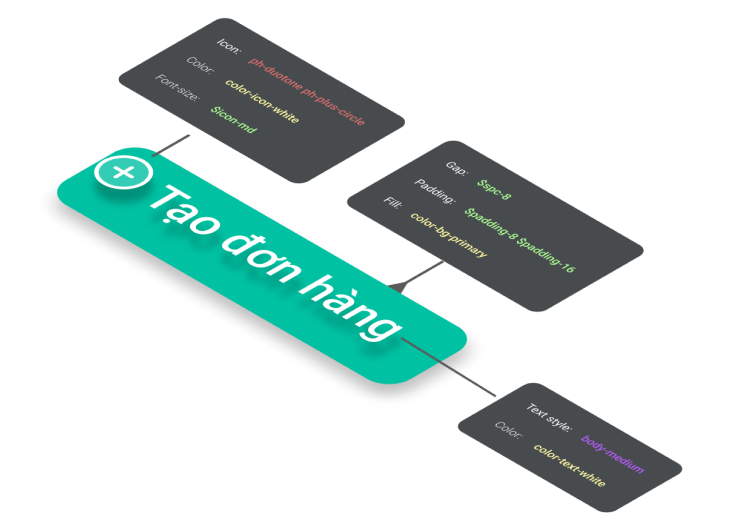 Icon: ph-duotone ph-plus-circle
Color: color-icon-white
Font-size: $icon-md
Tạo đơn hàng
Gap: $spc-8
Padding: $padding-8 $padding-16
Fill: color-bg-primary
Text style: body-medium
Color: color-text-white